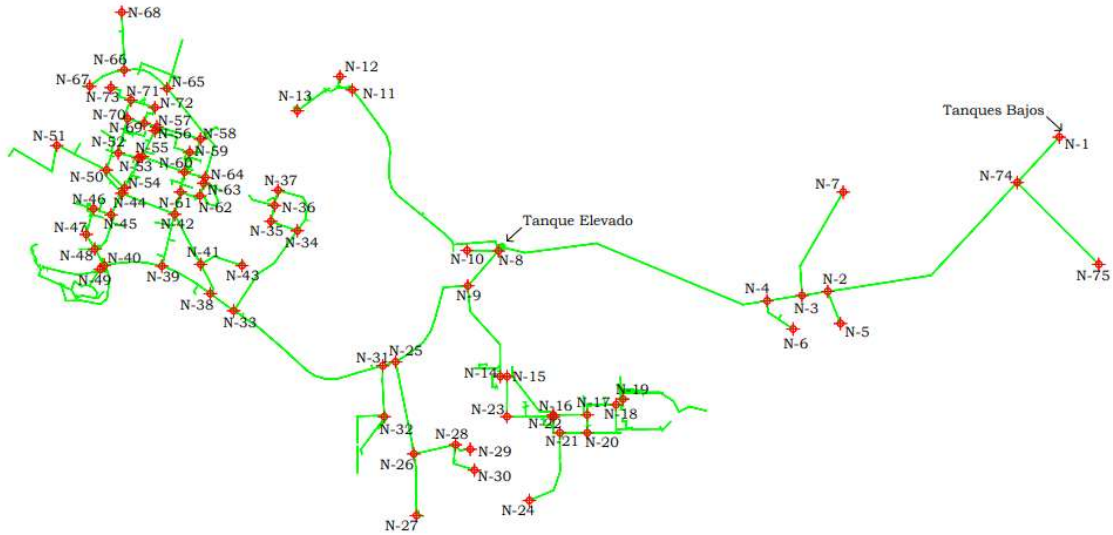 N-68
N-66
N-65
N-67
N-73
N-71
N-72
N-70
N-69
N-57
N-56
N-58
N-51
N-52
N-55
N-59
N-53
N-50
N-60
N-64
N-54
N-63
N-44
N-61
N-62
N-46
N-45
N-42
N-47
N-48
N-40
N-41
N-49
N-39
N-43
N-38
N-33
N-37
N-36
N-35
N-34
N-12
N-13
N-11
Tanques Bajos
N-1
N-74
N-7
Tanque Elevado
N-10
N-8
N-9
N-4
N-3
N-2
N-75
N-6
N-5
N-25
N-31
N-14
N-15
N-19
N-17
N-16
N-18
N-23
N-22
N-21
N-20
N-32
N-28
N-29
N-26
N-30
N-24
N-27